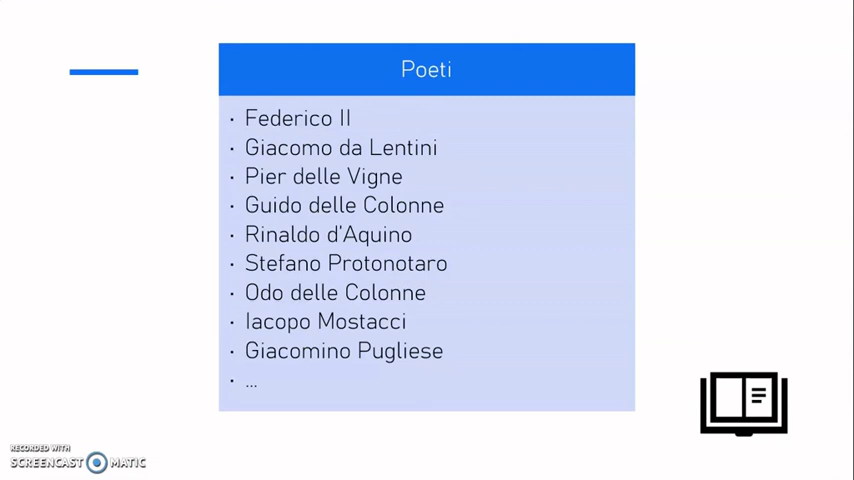 Poeti
· Federico II
· Giacomo da Lentini
· Pier delle Vigne
· Guido delle Colonne
· Rinaldo d'Aquino
· Stefano Protonotaro
· Odo delle Colonne
· Iacopo Mostacci
· Giacomino Pugliese
· ...
RECORDED WITH
SCREENCAST MATIC